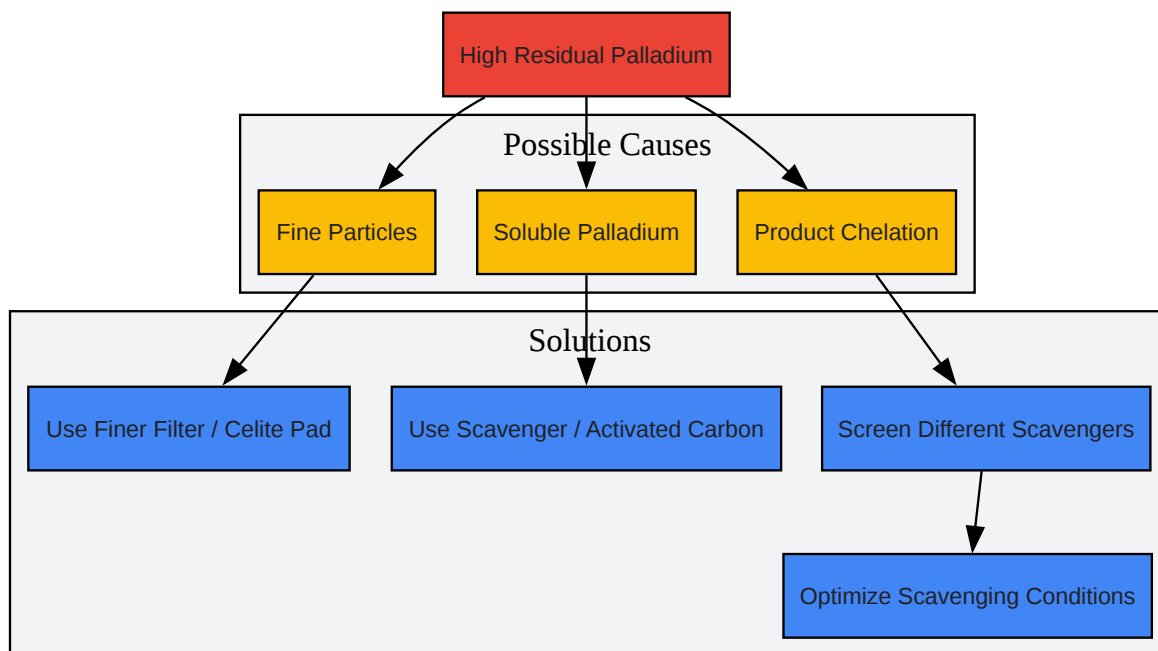 High Residual Palladium
Possible Causes
Fine Particles
Soluble Palladium
Product Chelation
Solutions
Use Finer Filter / Celite Pad
Use Scavenger / Activated Carbon
Screen Different Scavengers
Optimize Scavenging Conditions